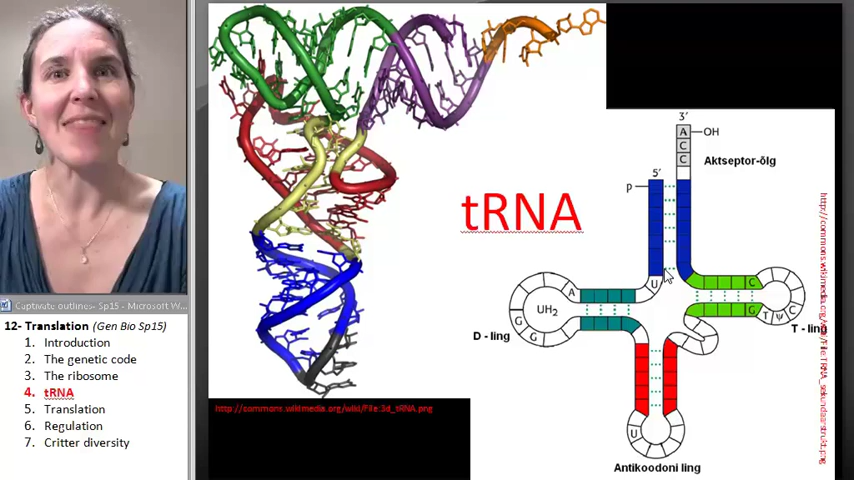 3'
A
OH
C
C
Aktseptor-õlg
5'
p
tRNA
U
A
C
UH2
G
G
G
T
Ψ
C
D - ling
T - ling
U
Antikoodoni ling
Captivate outlines- Sp15 - Microsoft W...
12- Translation (Gen Bio Sp15)
1. Introduction
2. The genetic code
3. The ribosome
4. tRNA
5. Translation
6. Regulation
7. Critter diversity
http://commons.wikimedia.org/wiki/File:3d_tRNA.png